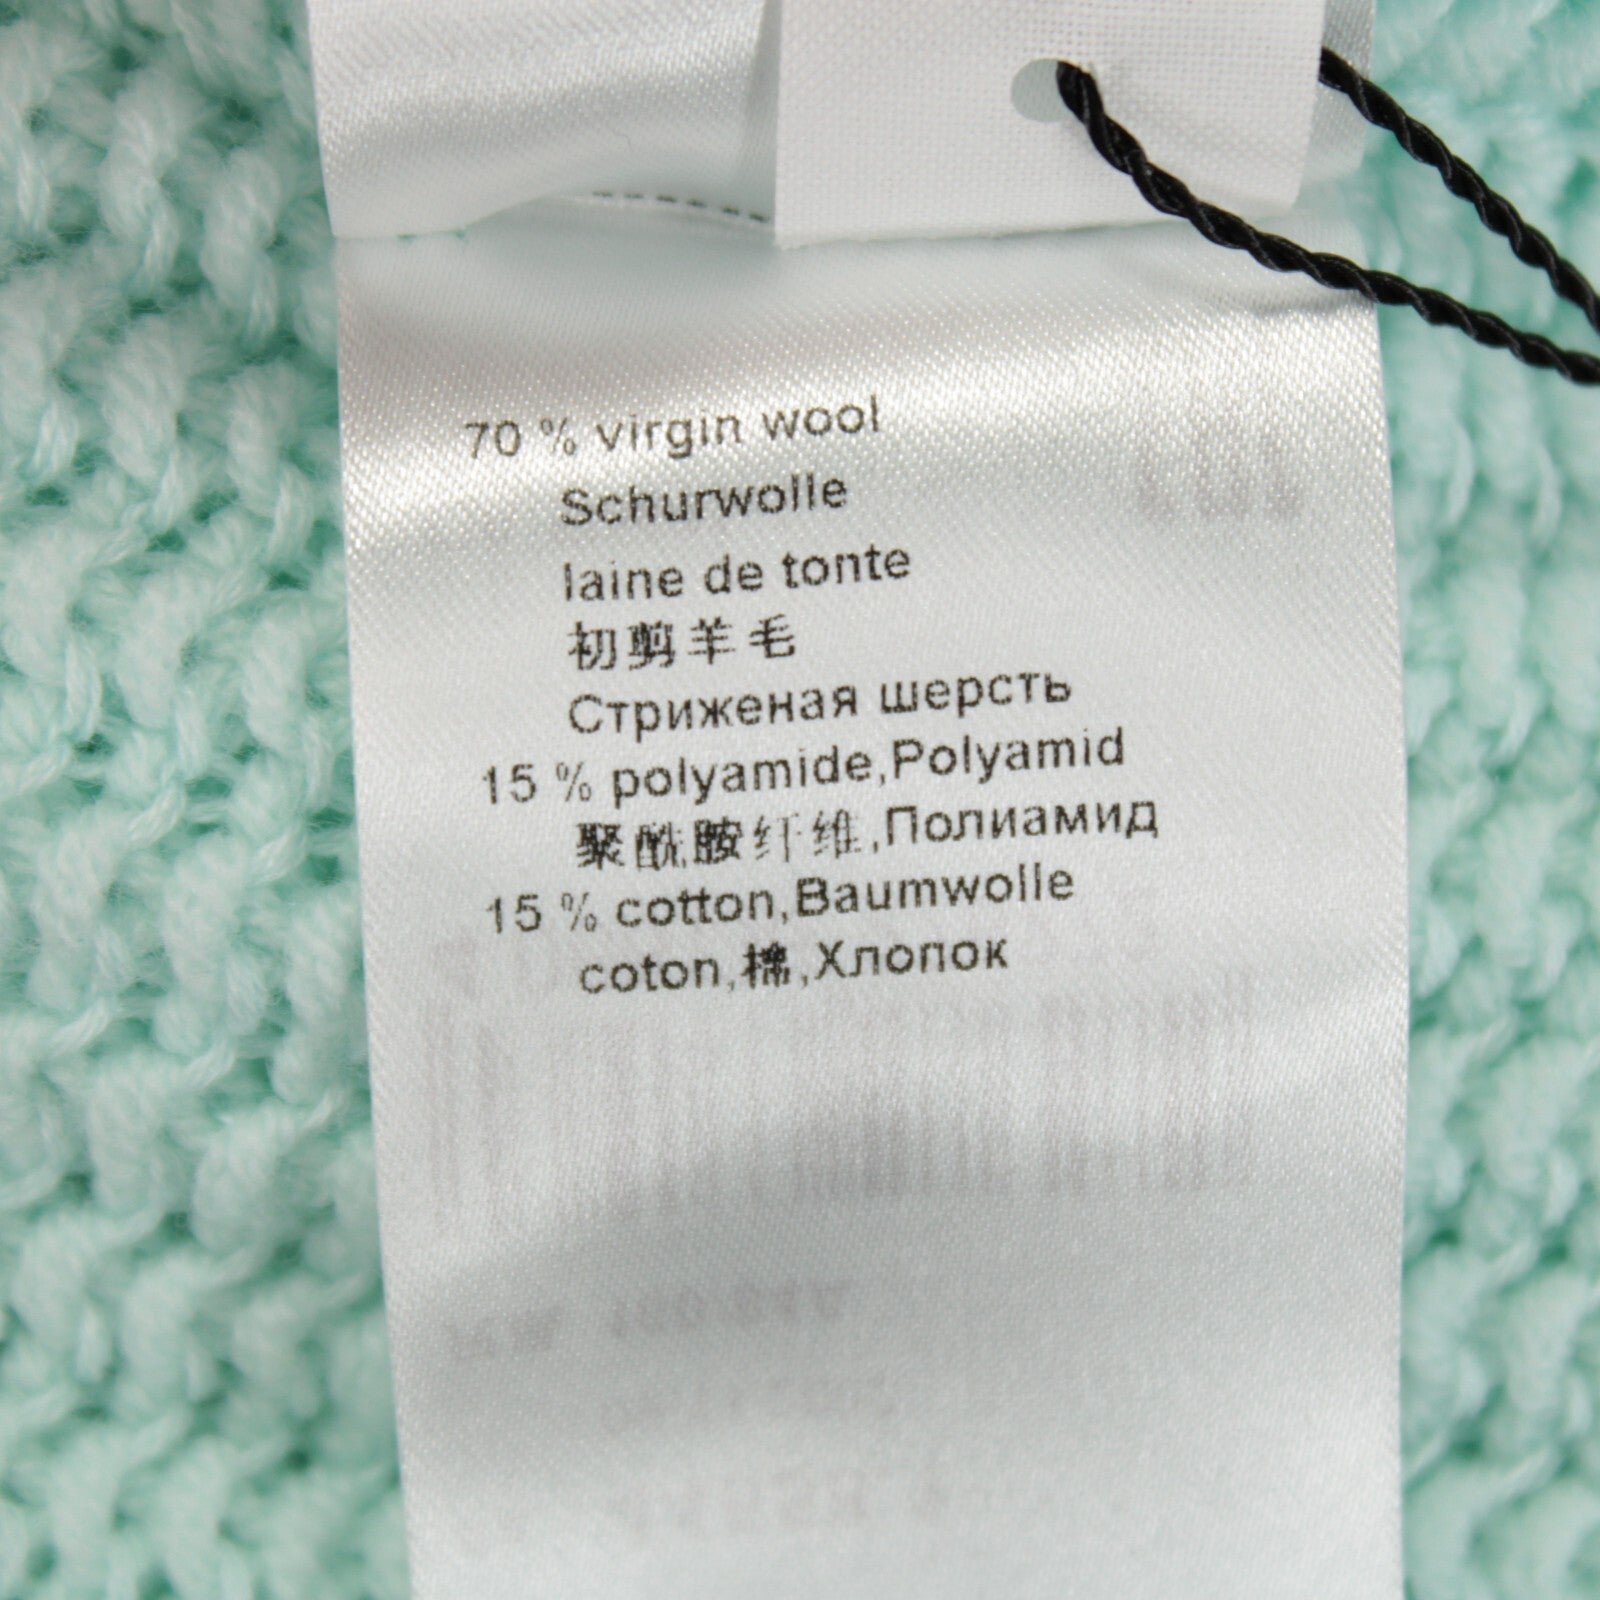 70 % virgin wool
Schurwolle
laine de tonte
初剪羊毛
Стриженая шерсть
15 % polyamide,Polyamid
聚酰胺纤维,Полиамид
15 % cotton,Baumwolle
coton,棉,Хлопок